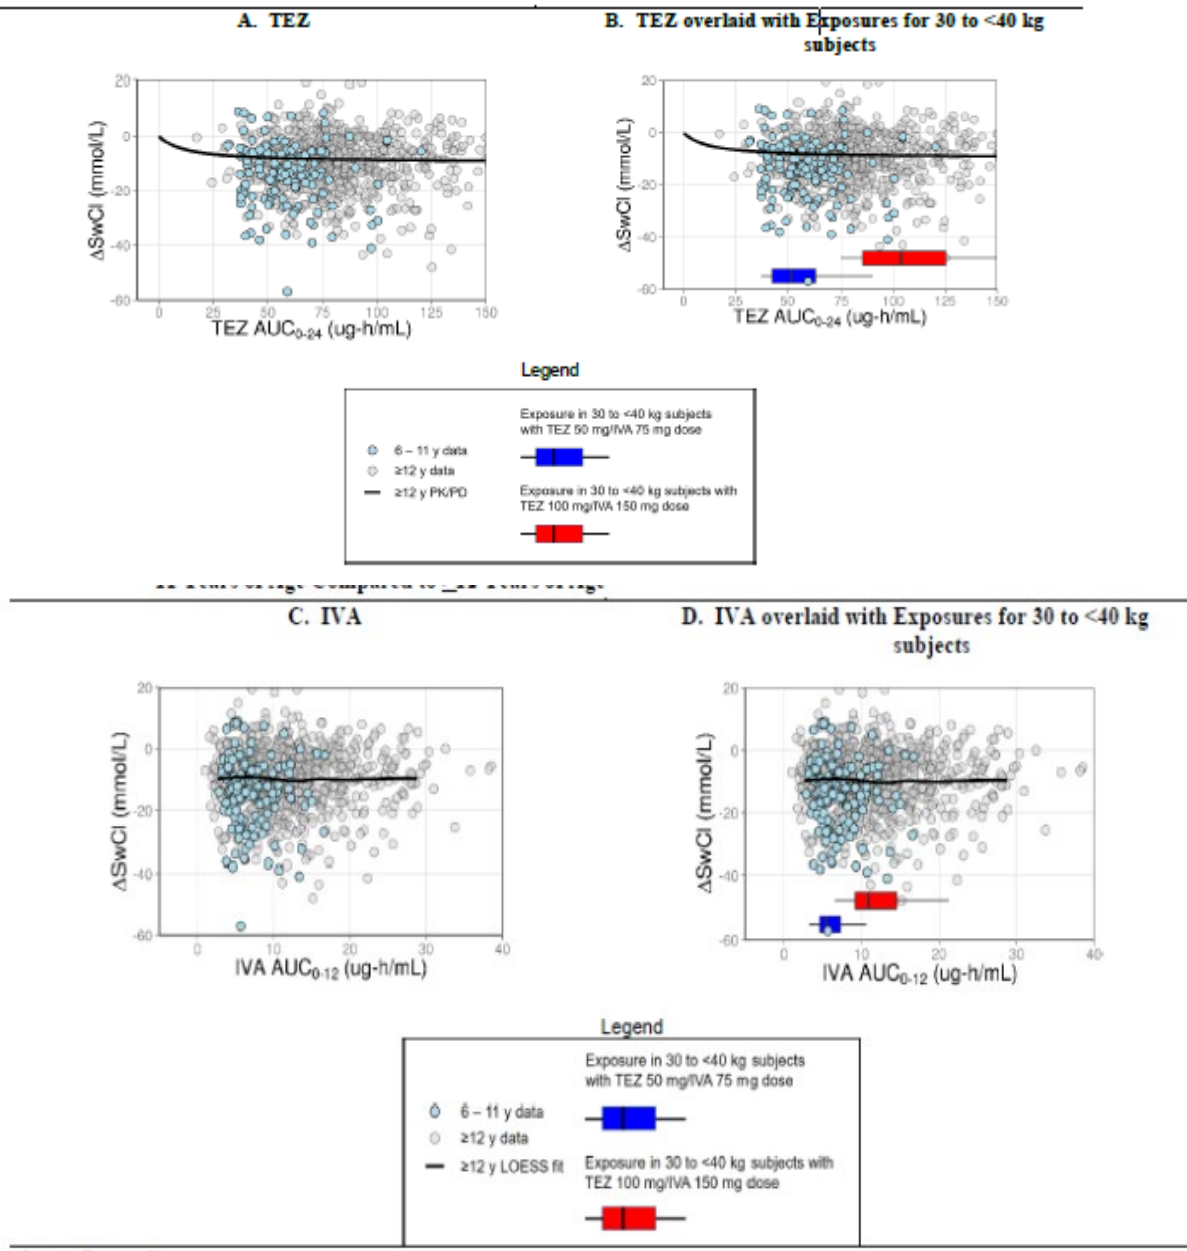 A. TEZ
B. TEZ overlaid with Exposures for 30 to <40 kg
subjects
20
0
-20
-40
-60
ΔSwCl (mmol/L)
0 25 50 75 100 125 150
TEZ AUC0-24 (ug-h/mL)
20
0
-20
-40
-60
ΔSwCl (mmol/L)
0 25 50 75 100 125 150
TEZ AUC0-24 (ug-h/mL)
Legend
6 – 11 y data
≥12 y data
≥12 y PK/PD
Exposure in 30 to <40 kg subjects
with TEZ 50 mg/IVA 75 mg dose
Exposure in 30 to <40 kg subjects with
TEZ 100 mg/IVA 150 mg dose
Years of Age Compared to Years of Age
C. IVA
D. IVA overlaid with Exposures for 30 to <40 kg
subjects
20
0
-20
-40
-60
ΔSwCl (mmol/L)
0 10 20 30 40
IVA AUC0-12 (ug-h/mL)
20
0
-20
-40
-60
ΔSwCl (mmol/L)
0 10 20 30 40
IVA AUC0-12 (ug-h/mL)
Legend
6 – 11 y data
≥12 y data
≥12 y LOESS fit
Exposure in 30 to <40 kg subjects
with TEZ 50 mg/IVA 75 mg dose
Exposure in 30 to <40 kg subjects with
TEZ 100 mg/IVA 150 mg dose